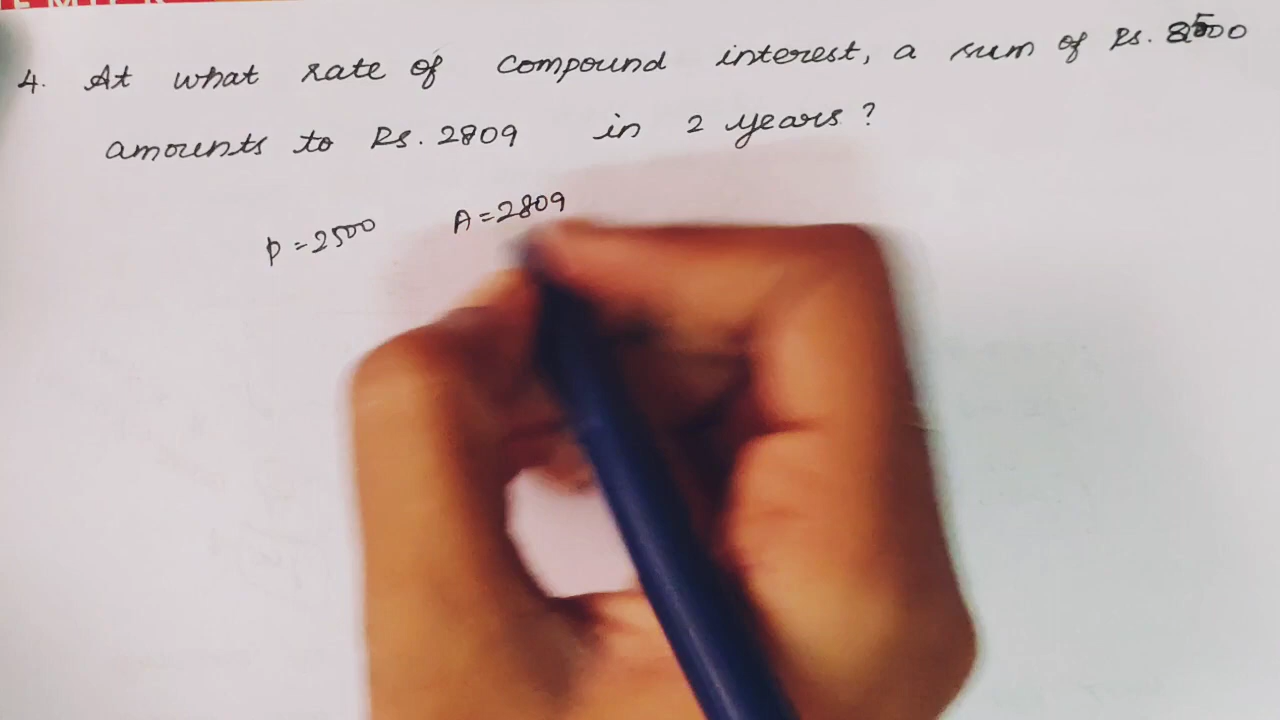 4. At what rate of compound interest, a sum of Rs. 2500
amounts to Rs. 2809 in 2 years?
P = 2500 A = 2809